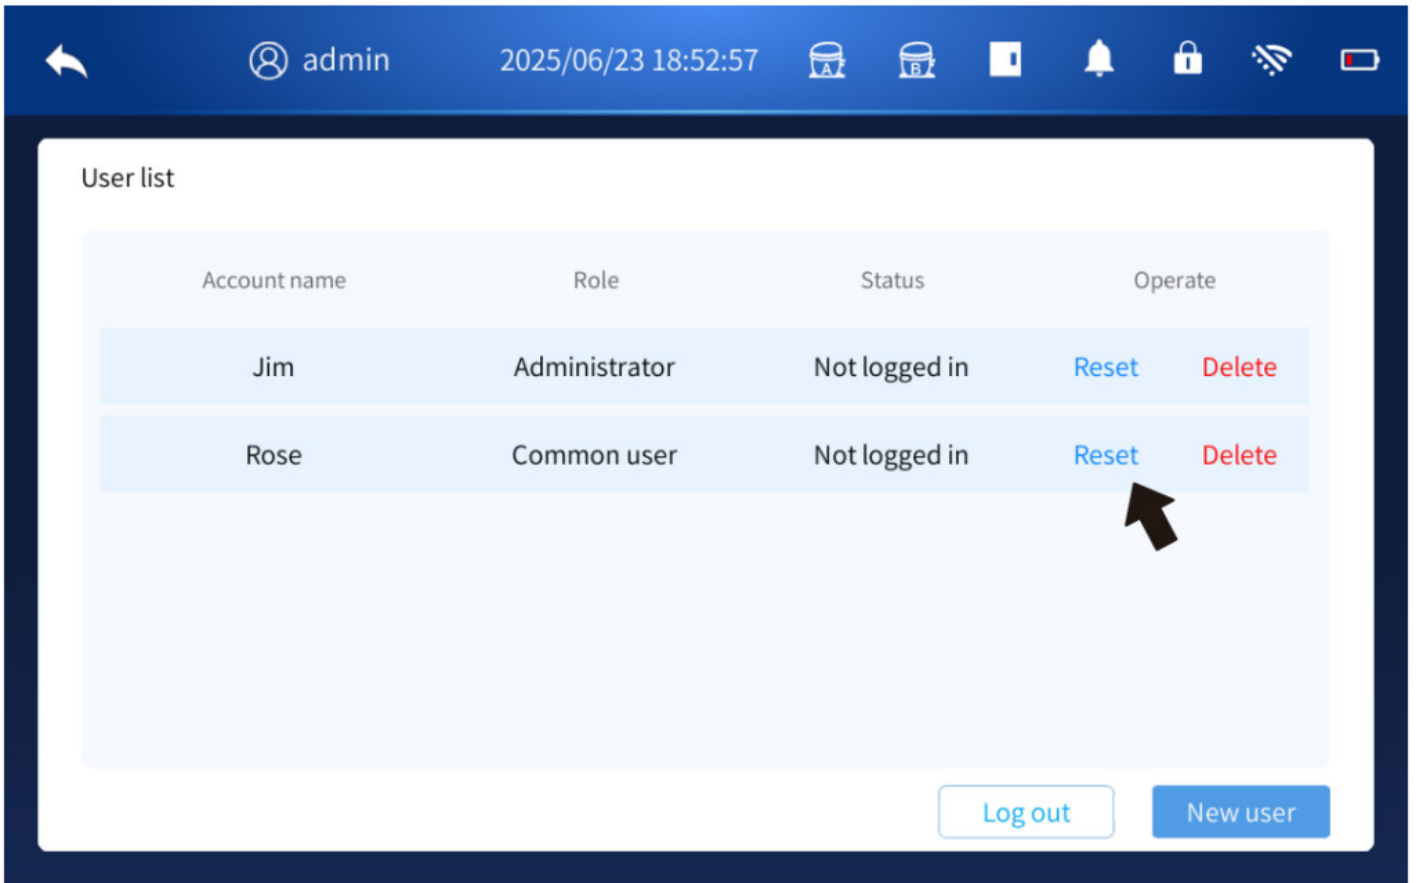 admin 2025/06/23 18:52:57 A B
User list
Account name Role Status Operate
Jim Administrator Not logged in Reset Delete
Rose Common user Not logged in Reset Delete
Log out New user